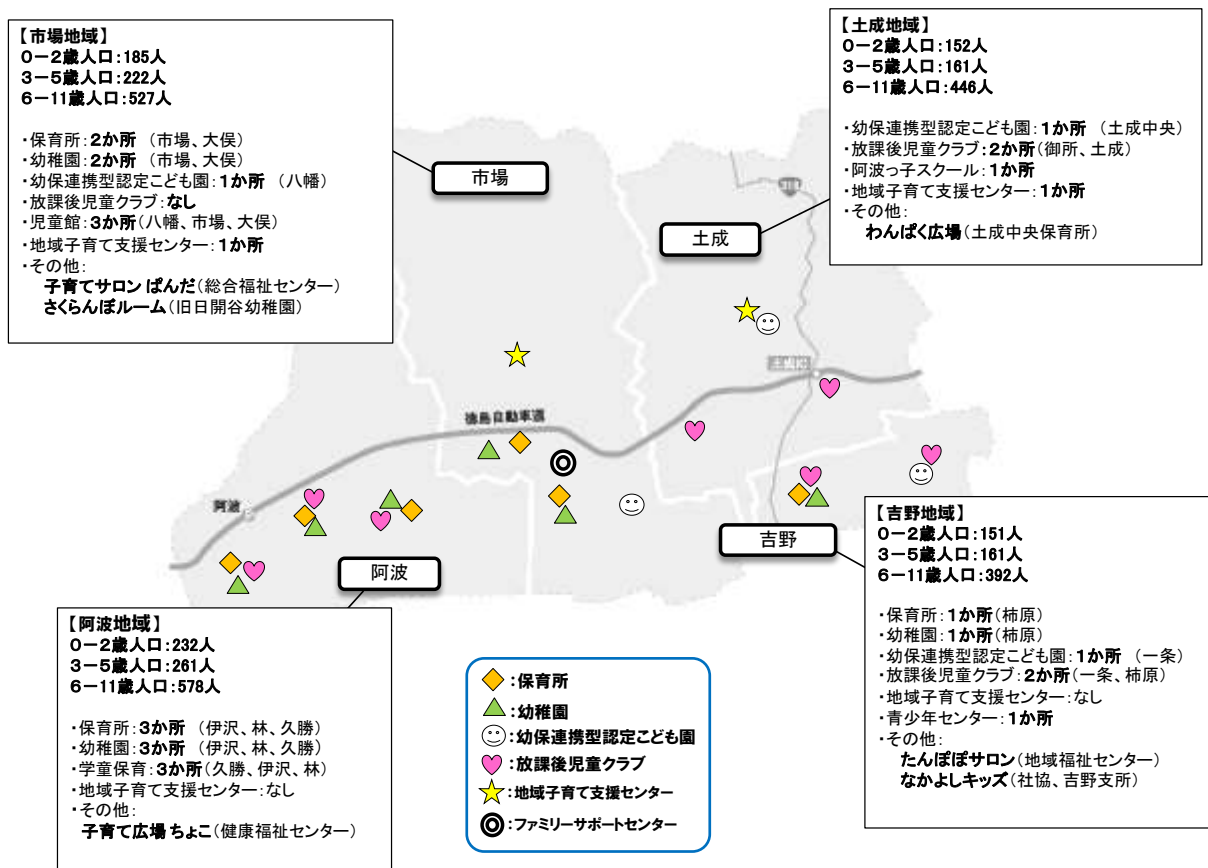 【市場地域】
0-2歳人口:185人
3-5歳人口:222人
6-11歳人口:527人
・保育所:2か所 (市場、大俣)
・幼稚園:2か所 (市場、大俣)
・幼保連携型認定こども園:1か所 (八幡)
・放課後児童クラブ:なし
・児童館:3か所(八幡、市場、大俣)
・地域子育て支援センター:1か所
・その他:
子育てサロン ぱんだ(総合福祉センター)
さくらんぼルーム(旧日開谷幼稚園)
【土成地域】
0-2歳人口:152人
3-5歳人口:161人
6-11歳人口:446人
・幼保連携型認定こども園:1か所 (土成中央)
・放課後児童クラブ:2か所(御所、土成)
・阿波っ子スクール:1か所
・地域子育て支援センター:1か所
・その他:
わんぱく広場(土成中央保育所)
市場
土成
318
土成IC
徳島自動車道
阿波
吉野
阿波
【吉野地域】
0-2歳人口:151人
3-5歳人口:161人
6-11歳人口:392人
・保育所:1か所(柿原)
・幼稚園:1か所(柿原)
・幼保連携型認定こども園:1か所 (一条)
・放課後児童クラブ:2か所(一条、柿原)
・地域子育て支援センター:なし
・青少年センター:1か所
・その他:
たんぽぽサロン(地域福祉センター)
なかよしキッズ(社協、吉野支所)
【阿波地域】
0-2歳人口:232人
3-5歳人口:261人
6-11歳人口:578人
・保育所:3か所 (伊沢、林、久勝)
・幼稚園:3か所 (伊沢、林、久勝)
・学童保育:3か所(久勝、伊沢、林)
・地域子育て支援センター:なし
・その他:
子育て広場 ちょこ(健康福祉センター)
:保育所
:幼稚園
:幼保連携型認定こども園
:放課後児童クラブ
:地域子育て支援センター
:ファミリーサポートセンター